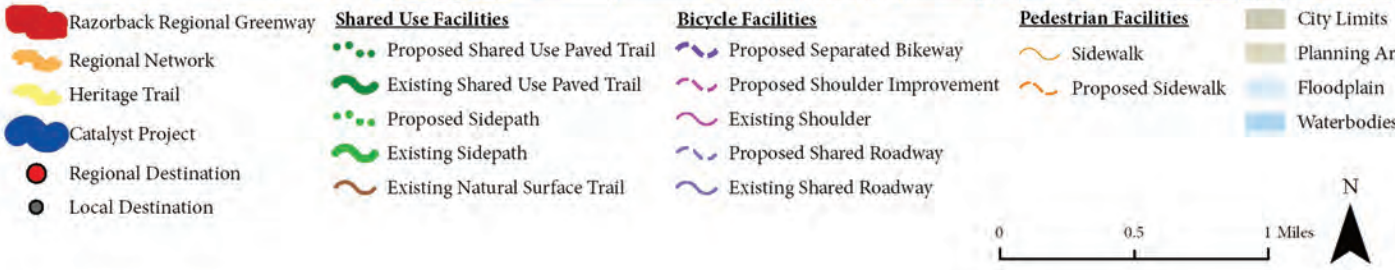 Razorback Regional Greenway
Regional Network
Heritage Trail
Catalyst Project
Regional Destination
Local Destination
Shared Use Facilities
Proposed Shared Use Paved Trail
Existing Shared Use Paved Trail
Proposed Sidepath
Existing Sidepath
Existing Natural Surface Trail
Bicycle Facilities
Proposed Separated Bikeway
Proposed Shoulder Improvement
Existing Shoulder
Proposed Shared Roadway
Existing Shared Roadway
Pedestrian Facilities
Sidewalk
Proposed Sidewalk
City Limits
Planning Ar
Floodplain
Waterbodies
N
0 0.5 1 Miles